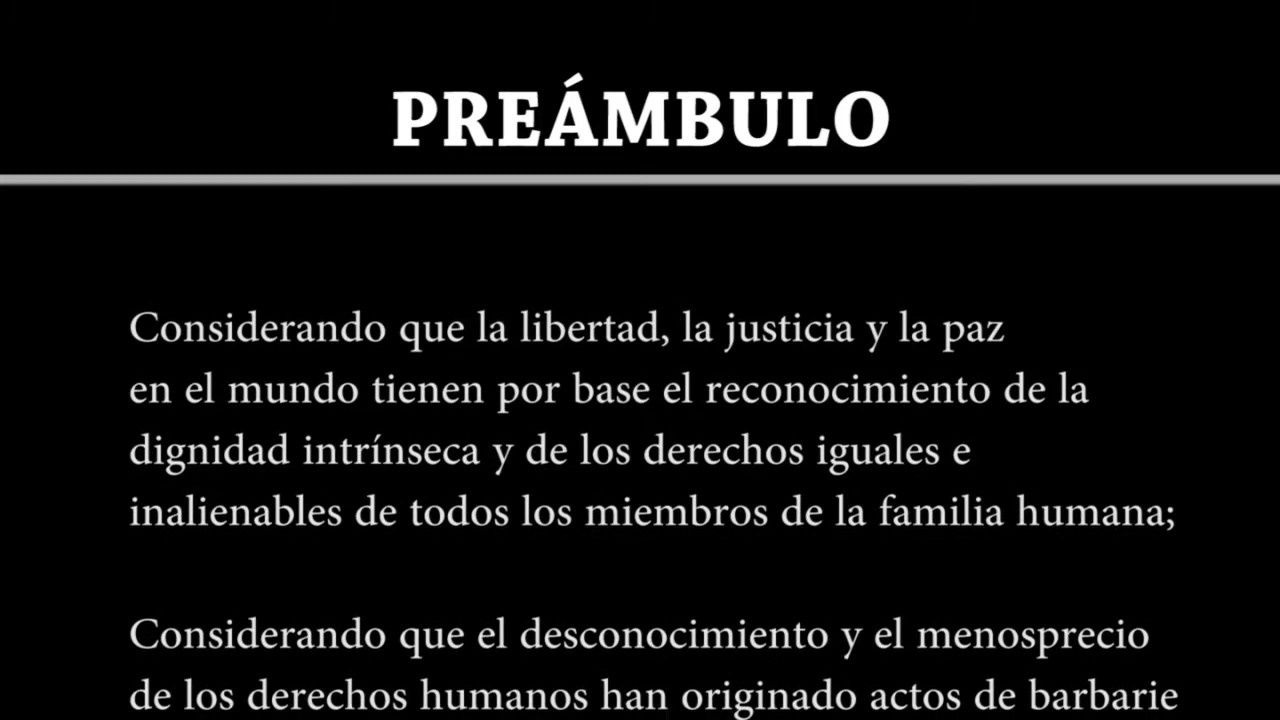 PREÁMBULO
Considerando que la libertad, la justicia y la paz
en el mundo tienen por base el reconocimiento de la
dignidad intrínseca y de los derechos iguales e
inalienables de todos los miembros de la familia humana;
Considerando que el desconocimiento y el menosprecio
de los derechos humanos han originado actos de barbarie